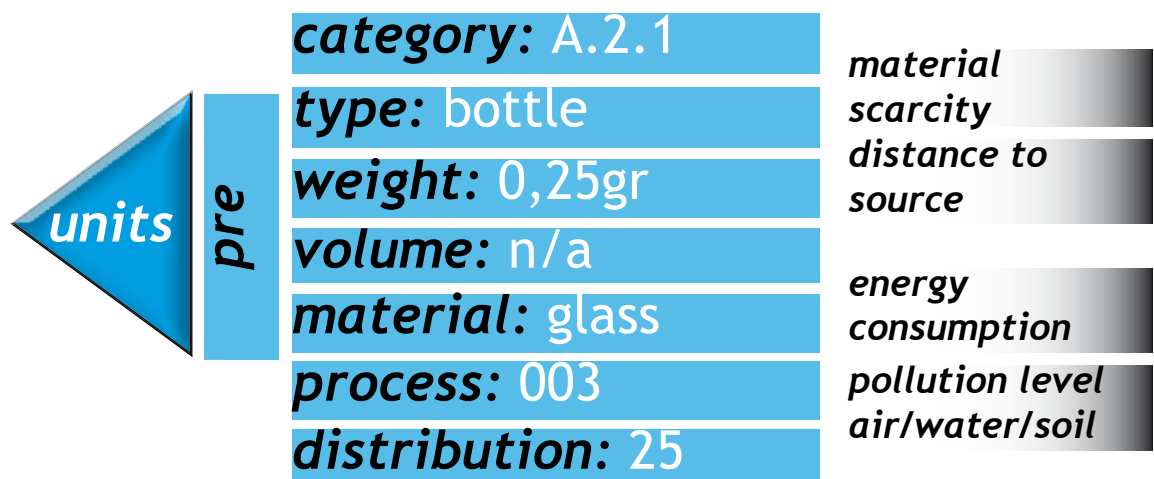 units
pre
category: A.2.1
type: bottle
weight: 0,25gr
volume: n/a
material: glass
process: 003
distribution: 25
material
scarcity
distance to
source
energy
consumption
pollution level
air/water/soil